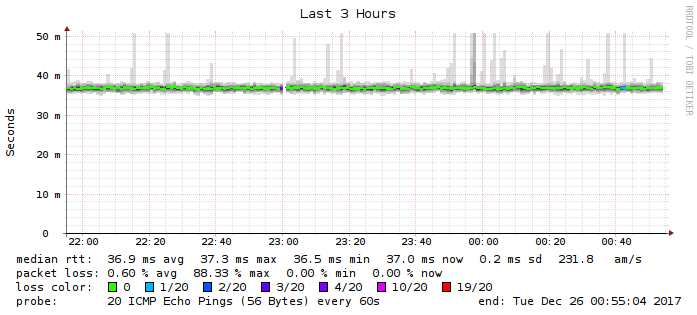 Last 3 Hours
RRDTOOL / TOBI OETIKER
Seconds
50 m
40 m
30 m
20 m
10 m
0
22:00 22:20 22:40 23:00 23:20 23:40 00:00 00:20 00:40
median rtt: 36.9 ms avg 37.3 ms max 36.5 ms min 37.0 ms now 0.2 ms sd 231.8 am/s
packet loss: 0.60 % avg 88.33 % max 0.00 % min 0.00 % now
loss color: 0 1/20 2/20 3/20 4/20 10/20 19/20
probe: 20 ICMP Echo Pings (56 Bytes) every 60s end: Tue Dec 26 00:55:04 2017